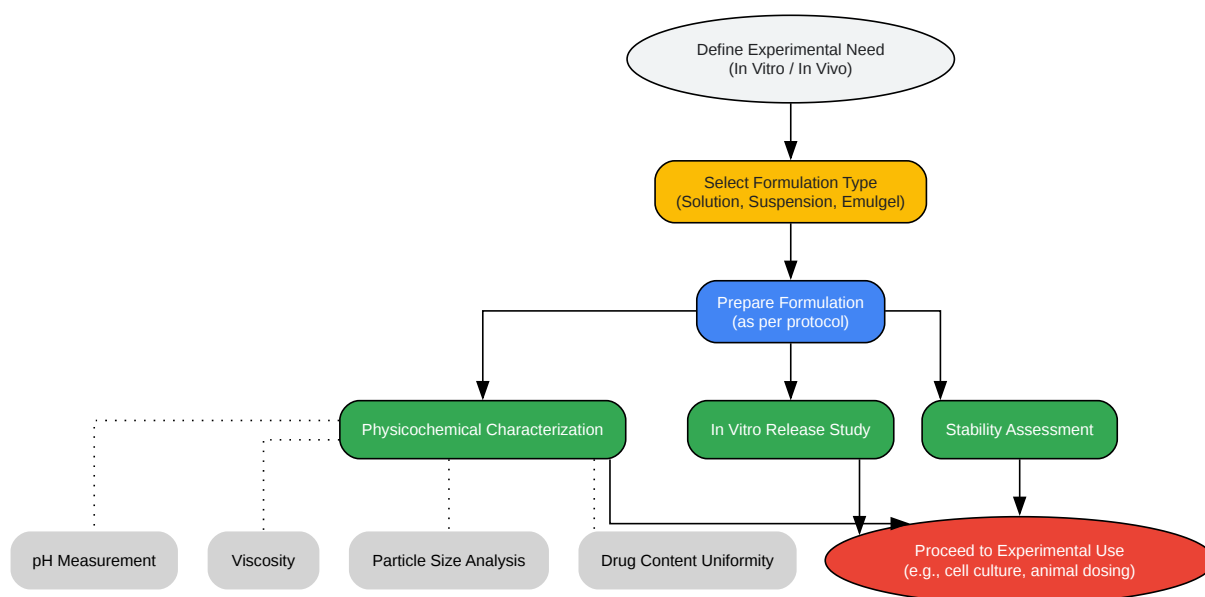 Define Experimental Need
(In Vitro / In Vivo)
Select Formulation Type
(Solution, Suspension, Emulgel)
Prepare Formulation
(as per protocol)
Physicochemical Characterization
In Vitro Release Study
Stability Assessment
pH Measurement
Viscosity
Particle Size Analysis
Drug Content Uniformity
Proceed to Experimental Use
(e.g., cell culture, animal dosing)